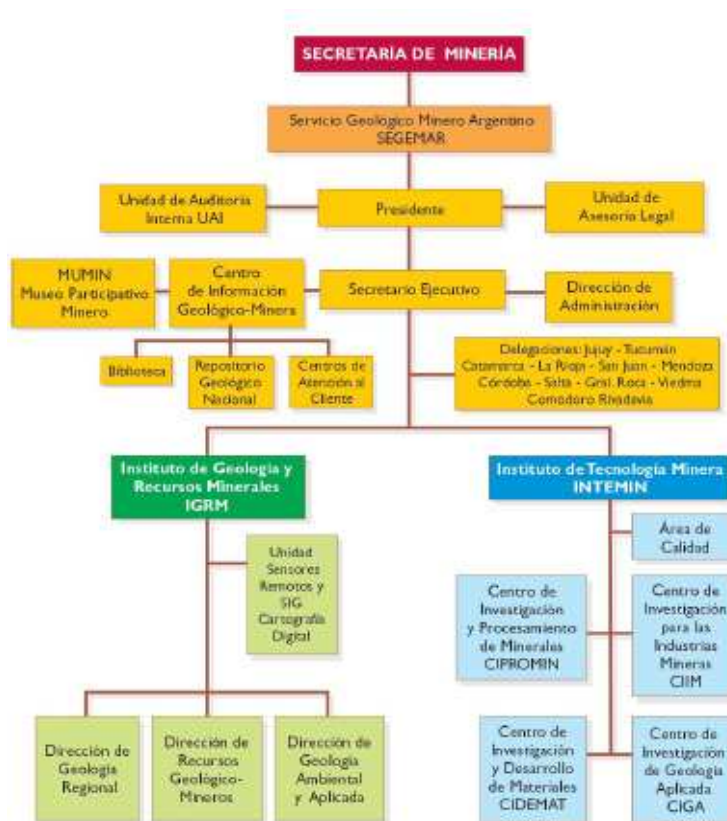 SECRETARÍA DE MINERÍA
Servicio Geológico Minero Argentino
SEGEMAR
Unidad de Auditoría
Interna UAI
Presidente
Unidad de
Asesoría Legal
MUMIN
Museo Participativo
Minero
Centro
de Información
Geológico-Minera
Secretario Ejecutivo
Dirección de
Administración
Biblioteca
Repositorio
Geológico
Nacional
Centros de
Atención al
Cliente
Delegaciones: Jujuy - Tucumán
Catamarca - La Rioja - San Juan - Mendoza
Córdoba - Salta - Gral. Roca - Viedma
Comodoro Rivadavia
Instituto de Geología y
Recursos Minerales
IGRM
Instituto de Tecnología Minera
INTEMIN
Unidad
Sensores
Remotos y
SIG
Cartografía
Digital
Área de
Calidad
Centro de
Investigación
y Procesamiento
de Minerales
CIPROMIN
Centro de
Investigación
para las
Industrias
Mineras
CIIM
Dirección de
Geología
Regional
Dirección de
Recursos
Geológico-
Mineros
Dirección de
Geología
Ambiental
y Aplicada
Centro de
Investigación
y Desarrollo
de Materiales
CIDEMAT
Centro de
Investigación
de Geología
Aplicada
CIGA